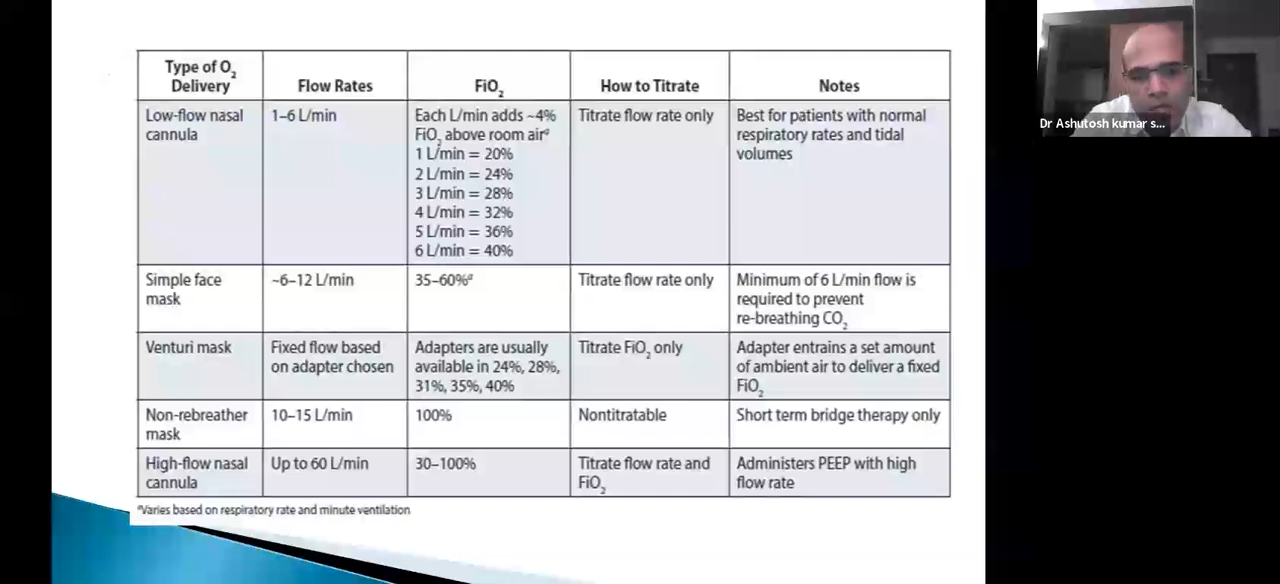 Type of O2 Delivery | Flow Rates | FiO2 | How to Titrate | Notes
Low-flow nasal cannula | 1–6 L/min | Each L/min adds ~4% FiO2 above room airᵃ | Titrate flow rate only | Best for patients with normal respiratory rates and tidal volumes
1 L/min = 20%
2 L/min = 24%
3 L/min = 28%
4 L/min = 32%
5 L/min = 36%
6 L/min = 40%
Simple face mask | ~6–12 L/min | 35–60%ᵃ | Titrate flow rate only | Minimum of 6 L/min flow is required to prevent re-breathing CO2
Venturi mask | Fixed flow based on adapter chosen | Adapters are usually available in 24%, 28%, 31%, 35%, 40% | Titrate FiO2 only | Adapter entrains a set amount of ambient air to deliver a fixed FiO2
Non-rebreather mask | 10–15 L/min | 100% | Nontitratable | Short term bridge therapy only
High-flow nasal cannula | Up to 60 L/min | 30–100% | Titrate flow rate and FiO2 | Administers PEEP with high flow rate
ᵃVaries based on respiratory rate and minute ventilation
Dr Ashutosh kumar s...